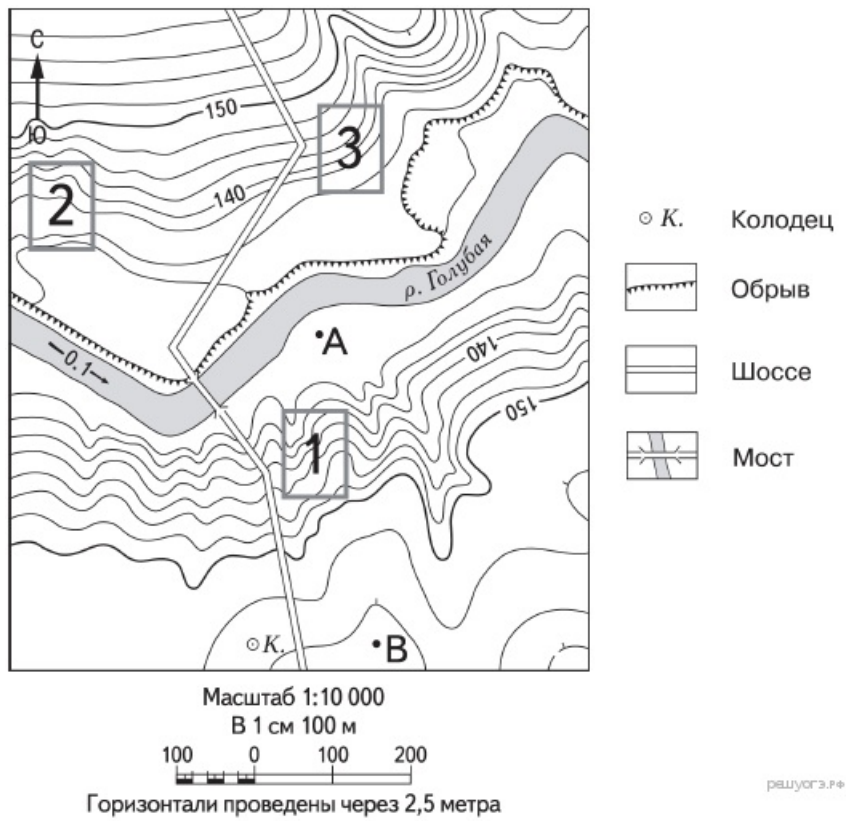 С
Ю
150
3
2
140
р. Голубая
0.1
А
140
150
1
К.
В
К. Колодец
Обрыв
Шоссе
Мост
Масштаб 1:10 000
В 1 см 100 м
100 0 100 200
Горизонтали проведены через 2,5 метра
решуогэ.рф